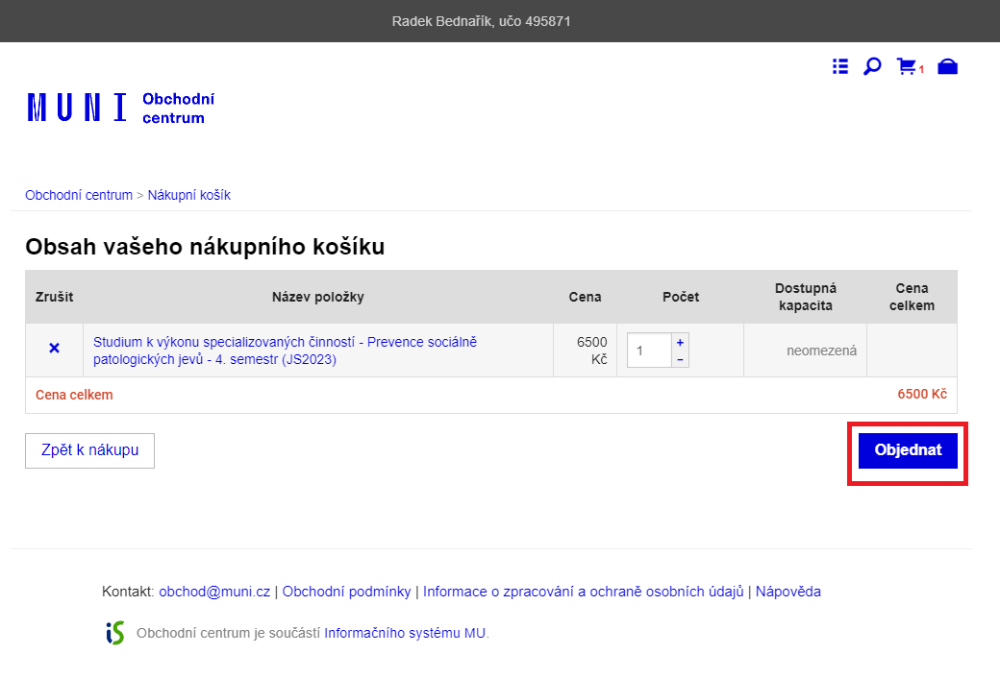 Radek Bednařík, učo 495871
1
MUNI Obchodní
centrum
Obchodní centrum > Nákupní košík
Obsah vašeho nákupního košíku
Zrušit Název položky Cena Počet Dostupná kapacita Cena celkem
× Studium k výkonu specializovaných činností - Prevence sociálně 6500 1 + neomezená
patologických jevů - 4. semestr (JS2023) Kč –
Cena celkem 6500 Kč
Zpět k nákupu Objednat
Kontakt: obchod@muni.cz | Obchodní podmínky | Informace o zpracování a ochraně osobních údajů | Nápověda
is Obchodní centrum je součástí Informačního systému MU.